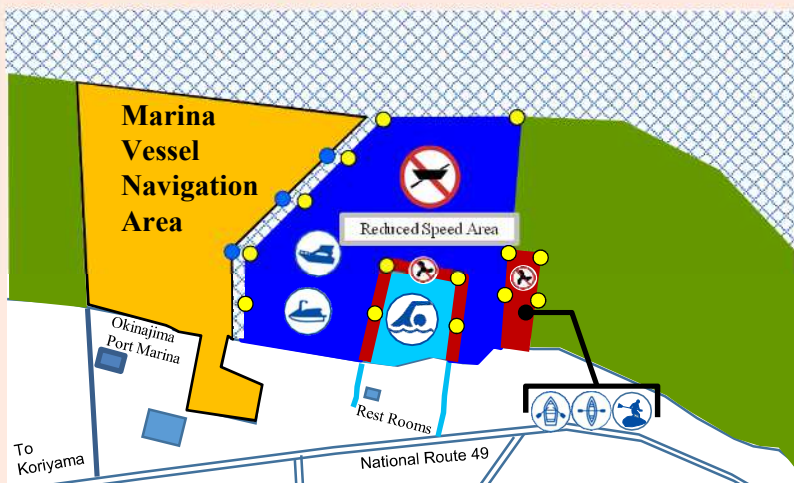 Marina
Vessel
Navigation
Area
Reduced Speed Area
Okinajima
Port Marina
Rest Rooms
To
Koriyama
National Route 49